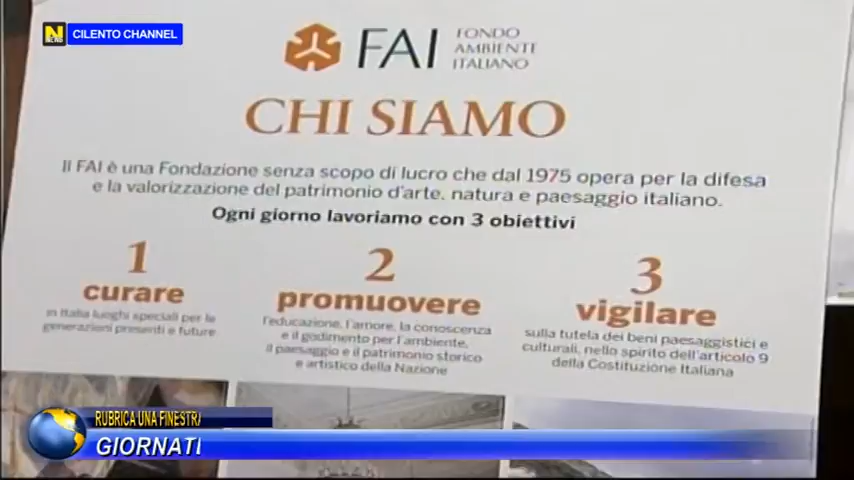 CILENTO CHANNEL
FAI
FONDO
AMBIENTE
ITALIANO
CHI SIAMO
Il FAI è una Fondazione senza scopo di lucro che dal 1975 opera per la difesa
e la valorizzazione del patrimonio d'arte, natura e paesaggio italiano.
Ogni giorno lavoriamo con 3 obiettivi
1
curare
in Italia luoghi speciali per le
generazioni presenti e future
2
promuovere
l'educazione, l'amore, la conoscenza
e il godimento per l'ambiente,
il paesaggio e il patrimonio storico
e artistico della Nazione
3
vigilare
sulla tutela dei beni paesaggistici e
culturali, nello spirito dell'articolo 9
della Costituzione Italiana
RUBRICA UNA FINESTRA
GIORNATI